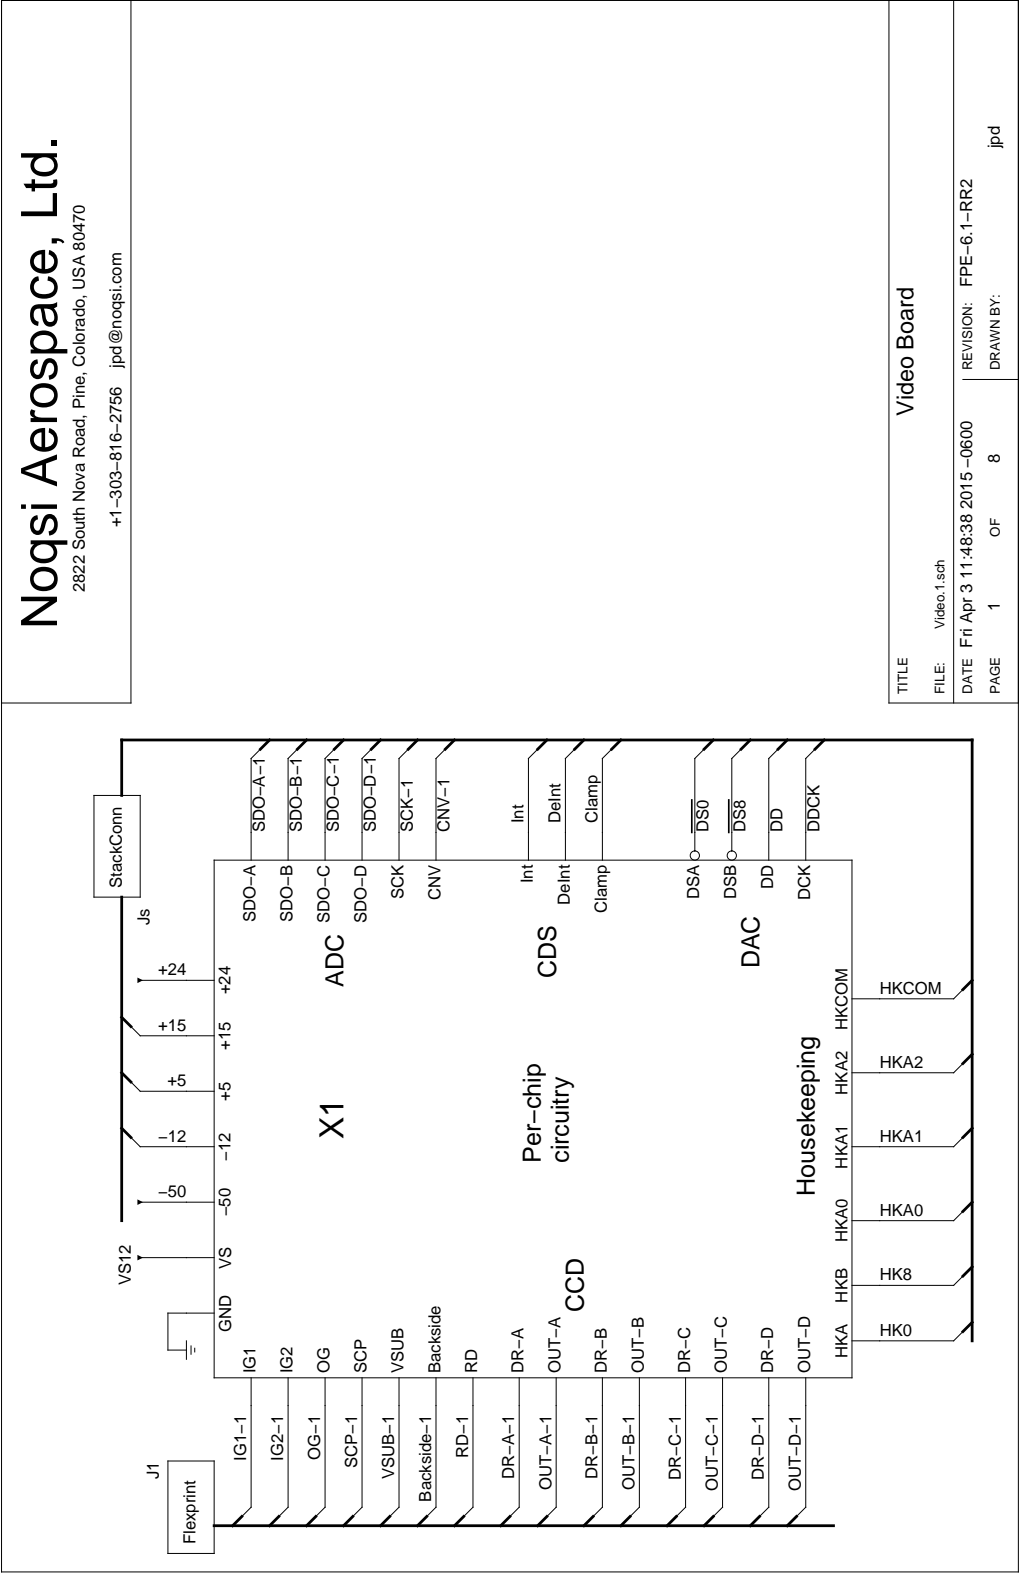 Noqsi Aerospace, Ltd.
2822 South Nova Road, Pine, Colorado, USA 80470
+1−303−816−2756 jpd@noqsi.com
J1
Flexprint
IG1−1
IG2−1
OG−1
SCP−1
VSUB−1
Backside−1
RD−1
DR−A−1
OUT−A−1
DR−B−1
OUT−B−1
DR−C−1
OUT−C−1
DR−D−1
OUT−D−1
IG1
IG2
OG
SCP
VSUB
Backside
RD
DR−A
OUT−A
DR−B
OUT−B
DR−C
OUT−C
DR−D
OUT−D
CCD
VS12
−50
−12
+5
+15
+24
GND
VS
−50
−12
+5
+15
+24
Js
StackConn
X1
Per−chip
circuitry
ADC
CDS
DAC
Housekeeping
SDO−A
SDO−B
SDO−C
SDO−D
SCK
CNV
Int
DeInt
Clamp
DSA
DSB
DD
DCK
SDO−A−1
SDO−B−1
SDO−C−1
SDO−D−1
SCK−1
CNV−1
Int
DeInt
Clamp
DS0
DS8
DD
DDCK
HKA
HKB
HKA0
HKA1
HKA2
HKCOM
HK0
HK8
HKA0
HKA1
HKA2
HKCOM
TITLE
Video Board
FILE: Video.1.sch
DATE Fri Apr 3 11:48:38 2015 −0600
REVISION: FPE−6.1−RR2
PAGE 1 OF 8
DRAWN BY: jpd